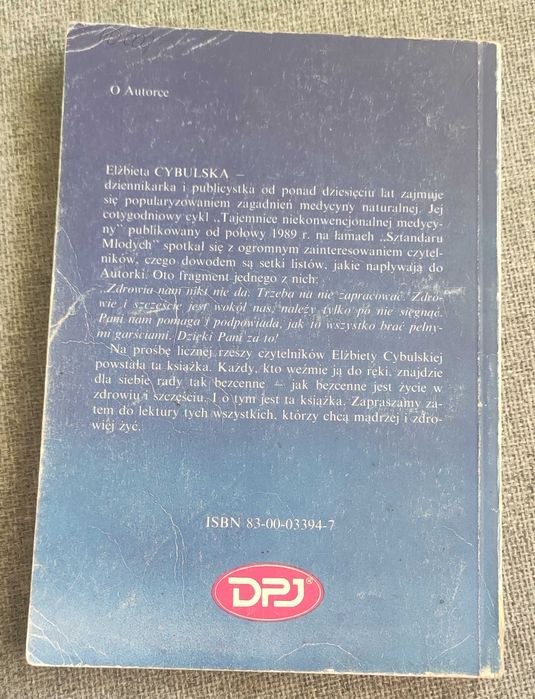 O Autorce
Elżbieta CYBULSKA –
dziennikarka i publicystka od ponad dziesięciu lat zajmuje
się popularyzowaniem zagadnień medycyny naturalnej. Jej
cotygodniowy cykl „Tajemnice niekonwencjonalnej medycy-
ny" publikowany od połowy 1989 r. na łamach „Sztandaru
Młodych" spotkał się z ogromnym zainteresowaniem czytel-
ników, czego dowodem są setki listów, jakie napływają do
Autorki. Oto fragment jednego z nich:
„Zdrowia nam nikt nie da. Trzeba na nie zapracować. Zdro-
wie i szczęście jest wokół nas, należy tylko po nie sięgnąć.
Pani nam pomaga i podpowiada, jak to wszystko brać pełny-
mi garściami. Dzięki Pani za to!
Na prośbę licznej rzeszy czytelników Elżbiety Cybulskiej
powstała ta książka. Każdy, kto weźmie ją do ręki, znajdzie
dla siebie rady tak bezcenne – jak bezcenne jest życie w
zdrowiu i szczęściu. I o tym jest ta książka. Zapraszamy za-
tem do lektury tych wszystkich, którzy chcą mądrzej i zdro-
wiej żyć.
ISBN 83-00-03394-7
DPJ®